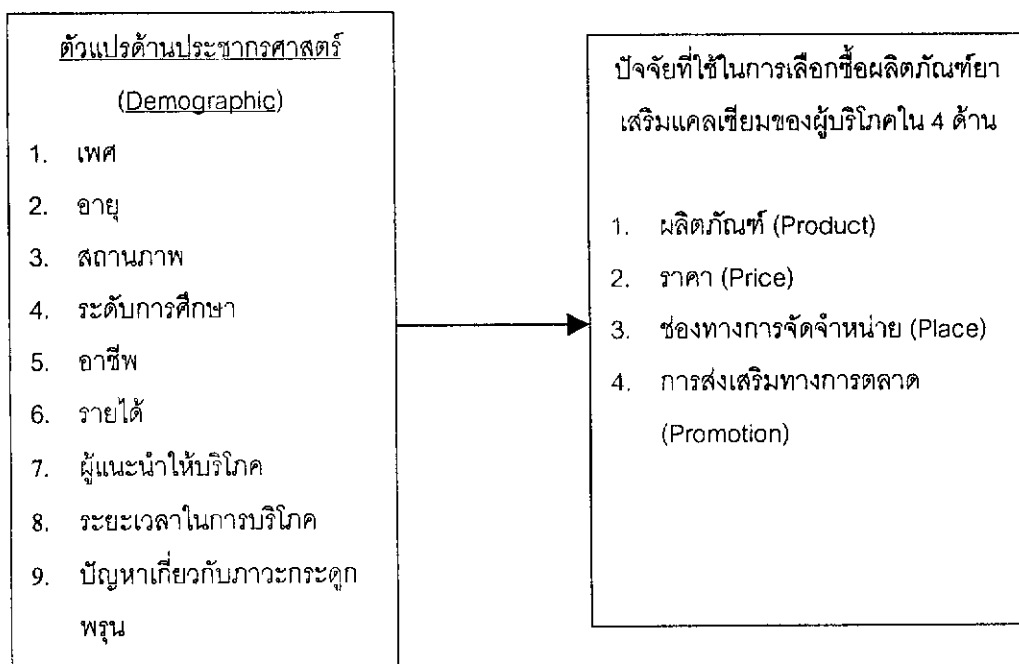 ตัวแปรด้านประชากรศาสตร์
(Demographic)
1. เพศ
2. อายุ
3. สถานภาพ
4. ระดับการศึกษา
5. อาชีพ
6. รายได้
7. ผู้แนะนำให้บริโภค
8. ระยะเวลาในการบริโภค
9. ปัญหาเกี่ยวกับภาวะกระดูก
พรุน
ปัจจัยที่ใช้ในการเลือกซื้อผลิตภัณฑ์ยา
เสริมแคลเซียมของผู้บริโภคใน 4 ด้าน
1. ผลิตภัณฑ์ (Product)
2. ราคา (Price)
3. ช่องทางการจัดจำหน่าย (Place)
4. การส่งเสริมทางการตลาด
(Promotion)